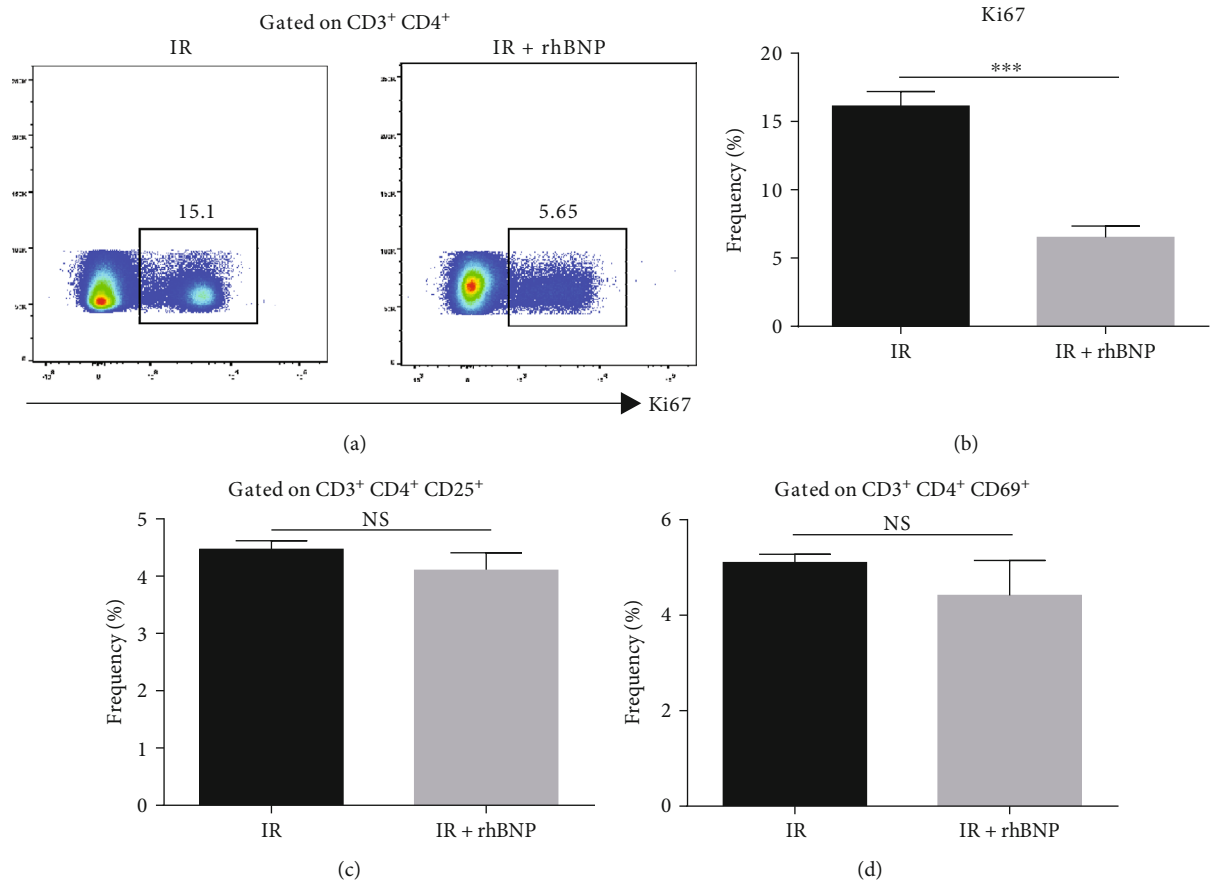 Gated on CD3⁺ CD4⁺
IR
IR + rhBNP
15.1
5.65
0
0
Ki67
(a)
Ki67
20
15
10
5
0
Frequency (%)
***
IR
IR + rhBNP
(b)
Gated on CD3⁺ CD4⁺ CD25⁺
5
4
3
2
1
0
Frequency (%)
NS
IR
IR + rhBNP
(c)
Gated on CD3⁺ CD4⁺ CD69⁺
6
4
2
0
Frequency (%)
NS
IR
IR + rhBNP
(d)